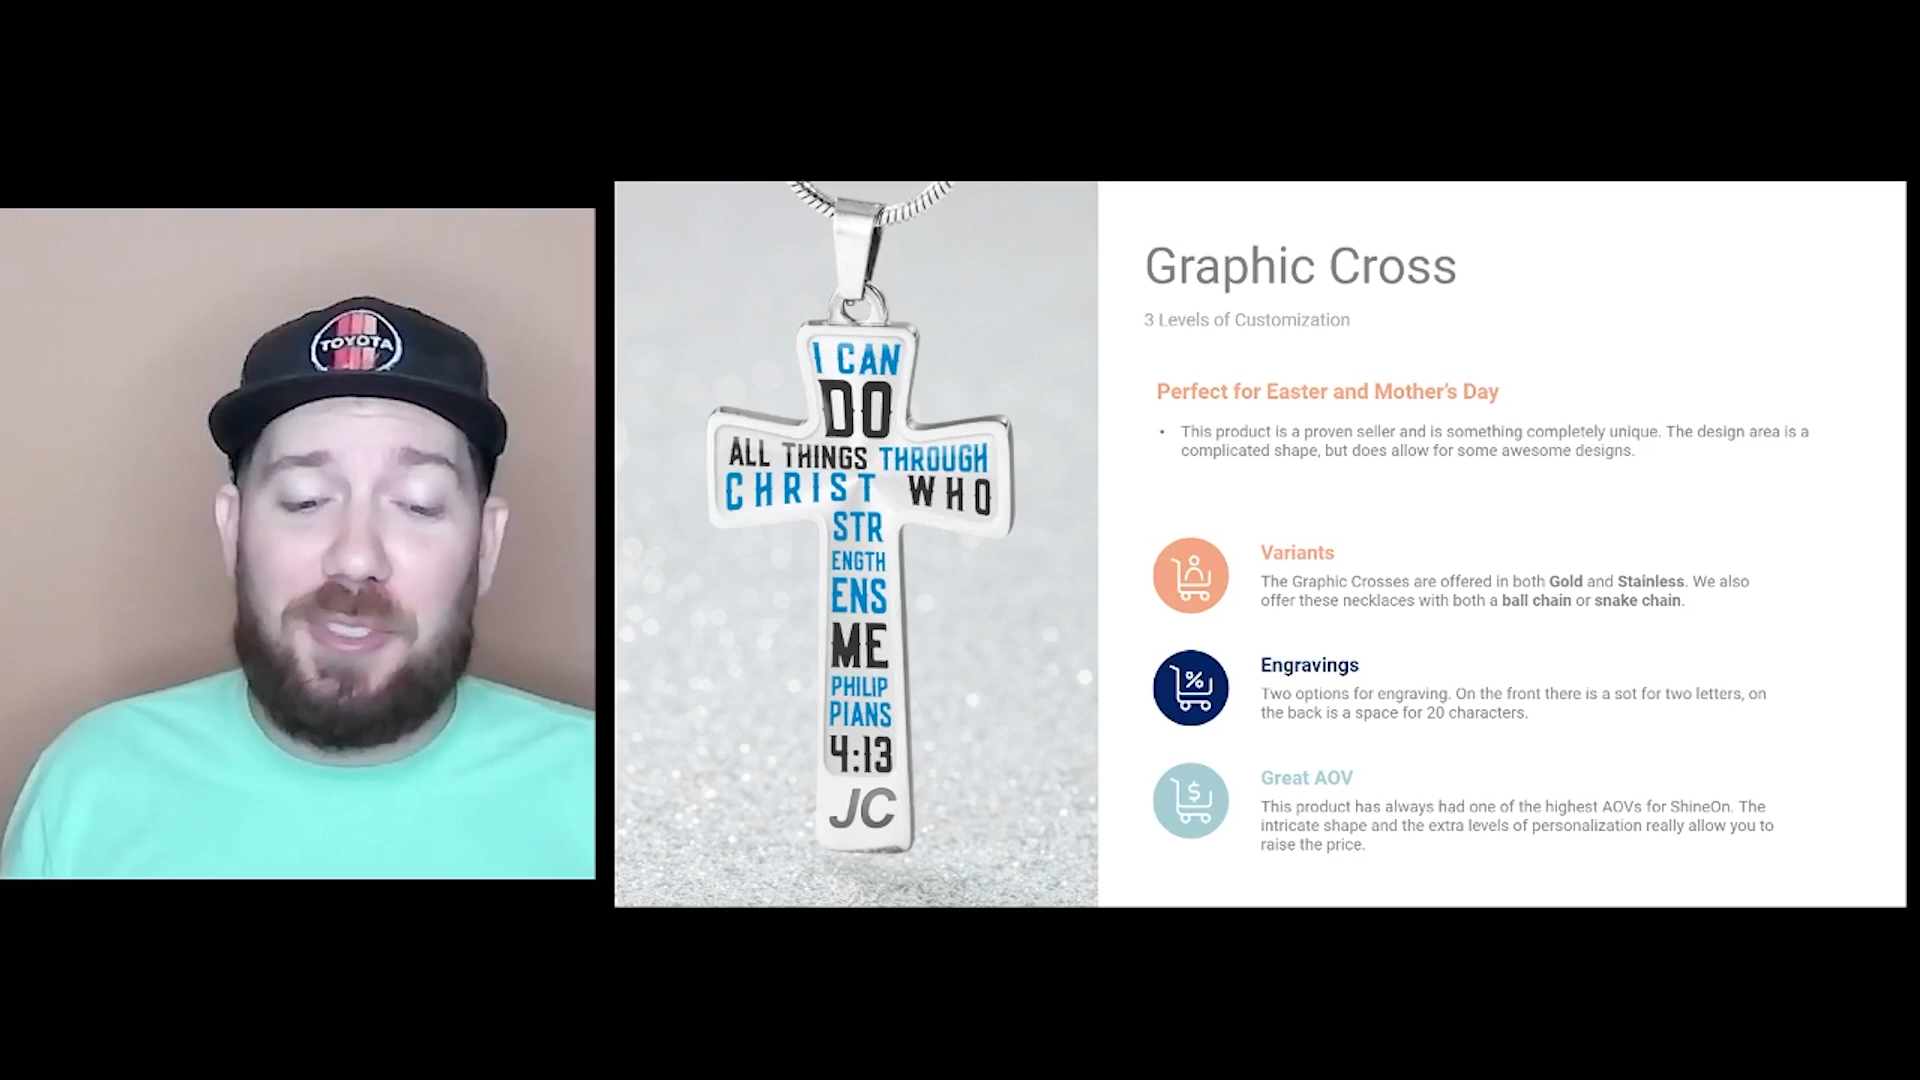 TOYOTA
I CAN
DO
ALL THINGS THROUGH
CHRIST WHO
STR
ENGTH
ENS
ME
PHILIP
PIANS
4:13
JC
Graphic Cross
3 Levels of Customization
Perfect for Easter and Mother's Day
• This product is a proven seller and is something completely unique. The design area is a
complicated shape, but does allow for some awesome designs.
Variants
The Graphic Crosses are offered in both Gold and Stainless. We also
offer these necklaces with both a ball chain or snake chain.
%
Engravings
Two options for engraving. On the front there is a sot for two letters, on
the back is a space for 20 characters.
$
Great AOV
This product has always had one of the highest AOVs for ShineOn. The
intricate shape and the extra levels of personalization really allow you to
raise the price.